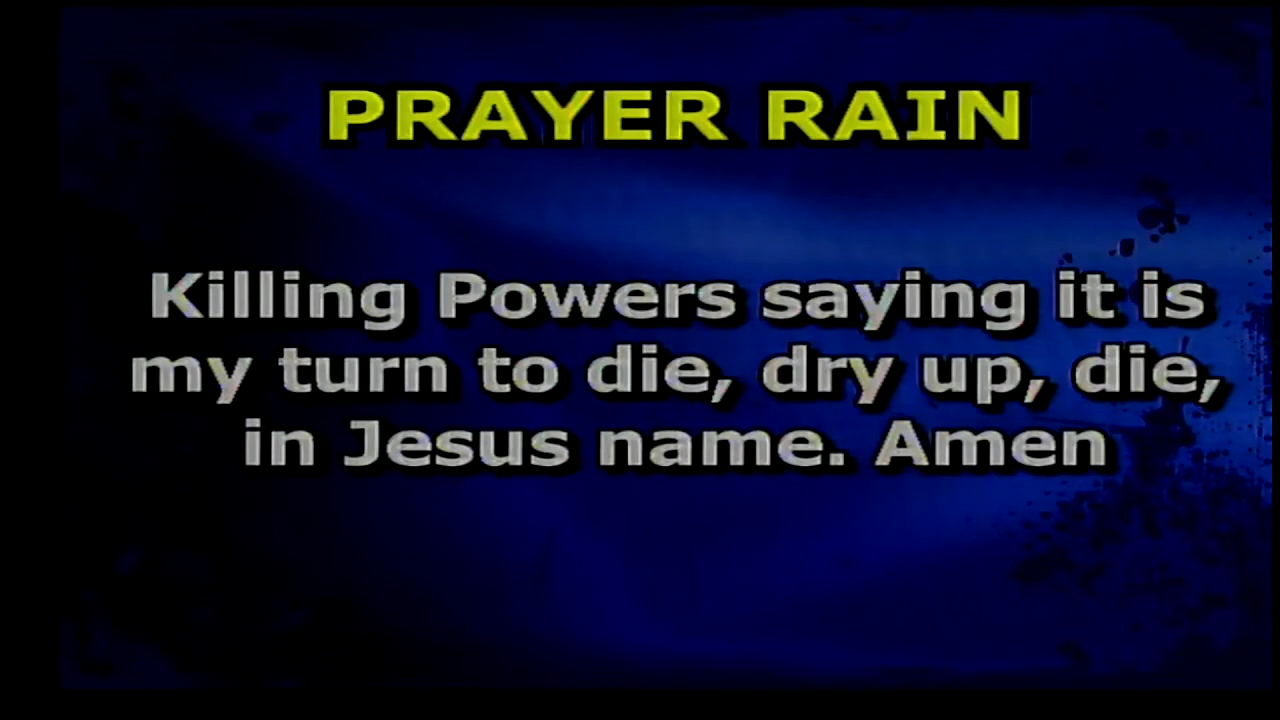 PRAYER RAIN
Killing Powers saying it is
my turn to die, dry up, die,
in Jesus name. Amen